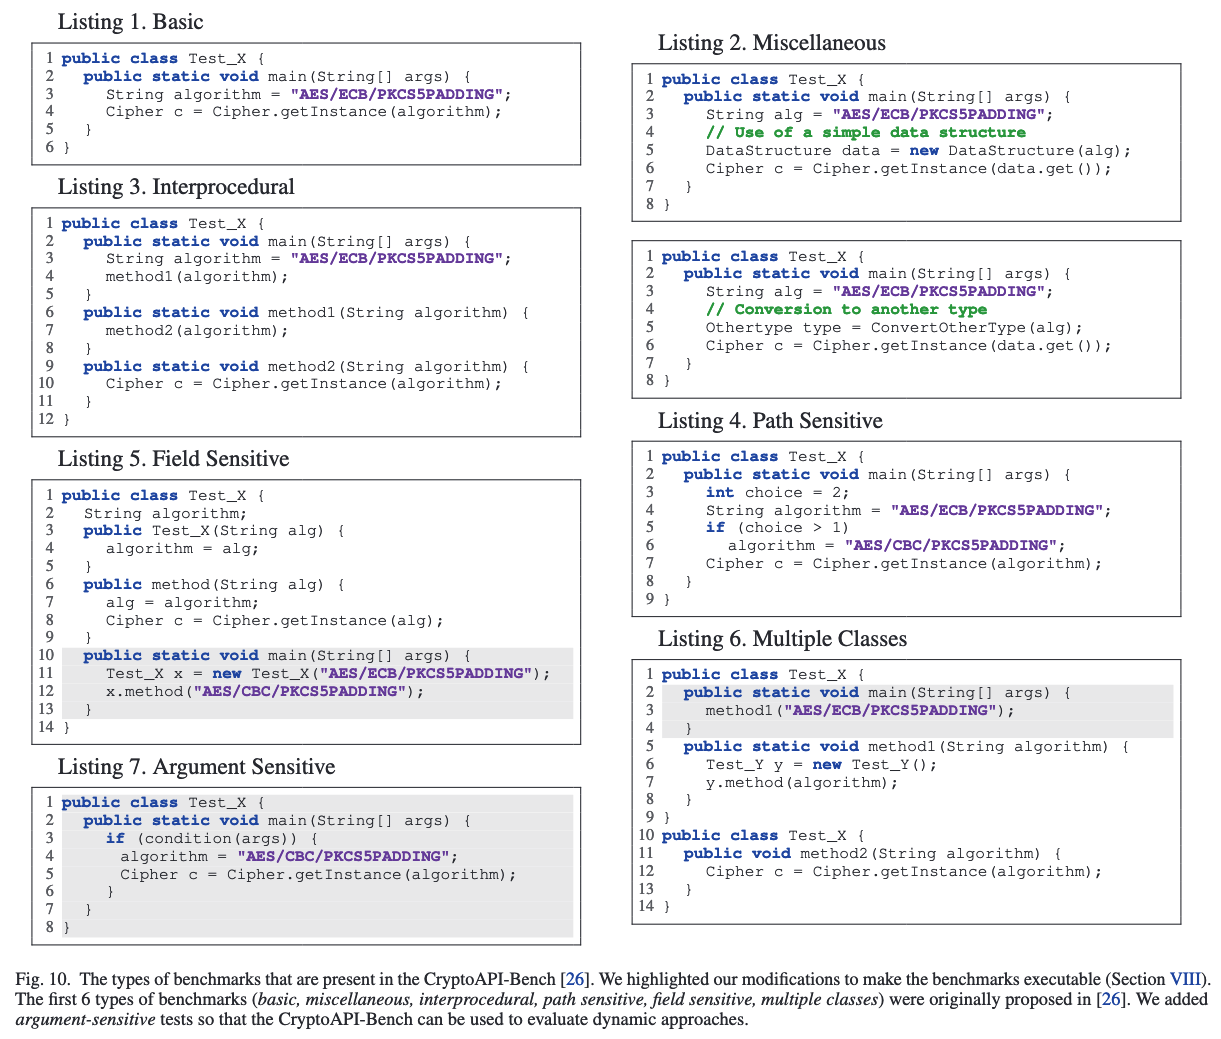 Listing 1. Basic
1 public class Test_X {
2 public static void main(String[] args) {
3 String algorithm = "AES/ECB/PKCS5PADDING";
4 Cipher c = Cipher.getInstance(algorithm);
5 }
6 }
Listing 2. Miscellaneous
1 public class Test_X {
2 public static void main(String[] args) {
3 String alg = "AES/ECB/PKCS5PADDING";
4 // Use of a simple data structure
5 DataStructure data = new DataStructure(alg);
6 Cipher c = Cipher.getInstance(data.get());
7 }
8 }
1 public class Test_X {
2 public static void main(String[] args) {
3 String alg = "AES/ECB/PKCS5PADDING";
4 // Conversion to another type
5 Othertype type = ConvertOtherType(alg);
6 Cipher c = Cipher.getInstance(data.get());
7 }
8 }
Listing 3. Interprocedural
1 public class Test_X {
2 public static void main(String[] args) {
3 String algorithm = "AES/ECB/PKCS5PADDING";
4 method1(algorithm);
5 }
6 public static void method1(String algorithm) {
7 method2(algorithm);
8 }
9 public static void method2(String algorithm) {
10 Cipher c = Cipher.getInstance(algorithm);
11 }
12 }
Listing 4. Path Sensitive
1 public class Test_X {
2 public static void main(String[] args) {
3 int choice = 2;
4 String algorithm = "AES/ECB/PKCS5PADDING";
5 if (choice > 1)
6 algorithm = "AES/CBC/PKCS5PADDING";
7 Cipher c = Cipher.getInstance(algorithm);
8 }
9 }
Listing 5. Field Sensitive
1 public class Test_X {
2 String algorithm;
3 public Test_X(String alg) {
4 algorithm = alg;
5 }
6 public method(String alg) {
7 alg = algorithm;
8 Cipher c = Cipher.getInstance(alg);
9 }
10 public static void main(String[] args) {
11 Test_X x = new Test_X("AES/ECB/PKCS5PADDING");
12 x.method("AES/CBC/PKCS5PADDING");
13 }
14 }
Listing 6. Multiple Classes
1 public class Test_X {
2 public static void main(String[] args) {
3 method1("AES/ECB/PKCS5PADDING");
4 }
5 public static void method1(String algorithm) {
6 Test_Y y = new Test_Y();
7 y.method(algorithm);
8 }
9 }
10 public class Test_X {
11 public void method2(String algorithm) {
12 Cipher c = Cipher.getInstance(algorithm);
13 }
14 }
Listing 7. Argument Sensitive
1 public class Test_X {
2 public static void main(String[] args) {
3 if (condition(args)) {
4 algorithm = "AES/CBC/PKCS5PADDING";
5 Cipher c = Cipher.getInstance(algorithm);
6 }
7 }
8 }
Fig. 10. The types of benchmarks that are present in the CryptoAPI-Bench [26]. We highlighted our modifications to make the benchmarks executable (Section VIII).
The first 6 types of benchmarks (basic, miscellaneous, interprocedural, path sensitive, field sensitive, multiple classes) were originally proposed in [26]. We added
argument-sensitive tests so that the CryptoAPI-Bench can be used to evaluate dynamic approaches.